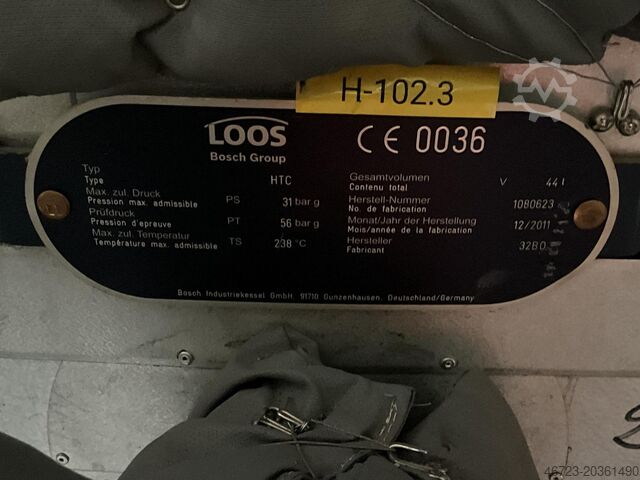 H-102.3
LOOS
Bosch Group
CE 0036
Typ
Type HTC
Max. zul. Druck
Pression max. admissible PS 31 bar g
Prüfdruck
Pression d'epreuve PT 56 bar g
Max. zul. Temperatur
Température max. admissible TS 238 °C
Gesamtvolumen
Contenu total V 44 l
Herstell-Nummer
No. de fabrication 1080623
Monat/Jahr der Herstellung
Mois/année de la fabrication 12/2011
Hersteller
Fabricant 32B0
Bosch Industriekessel GmbH, 91710 Gunzenhausen, Deutschland/Germany
46723-20361490